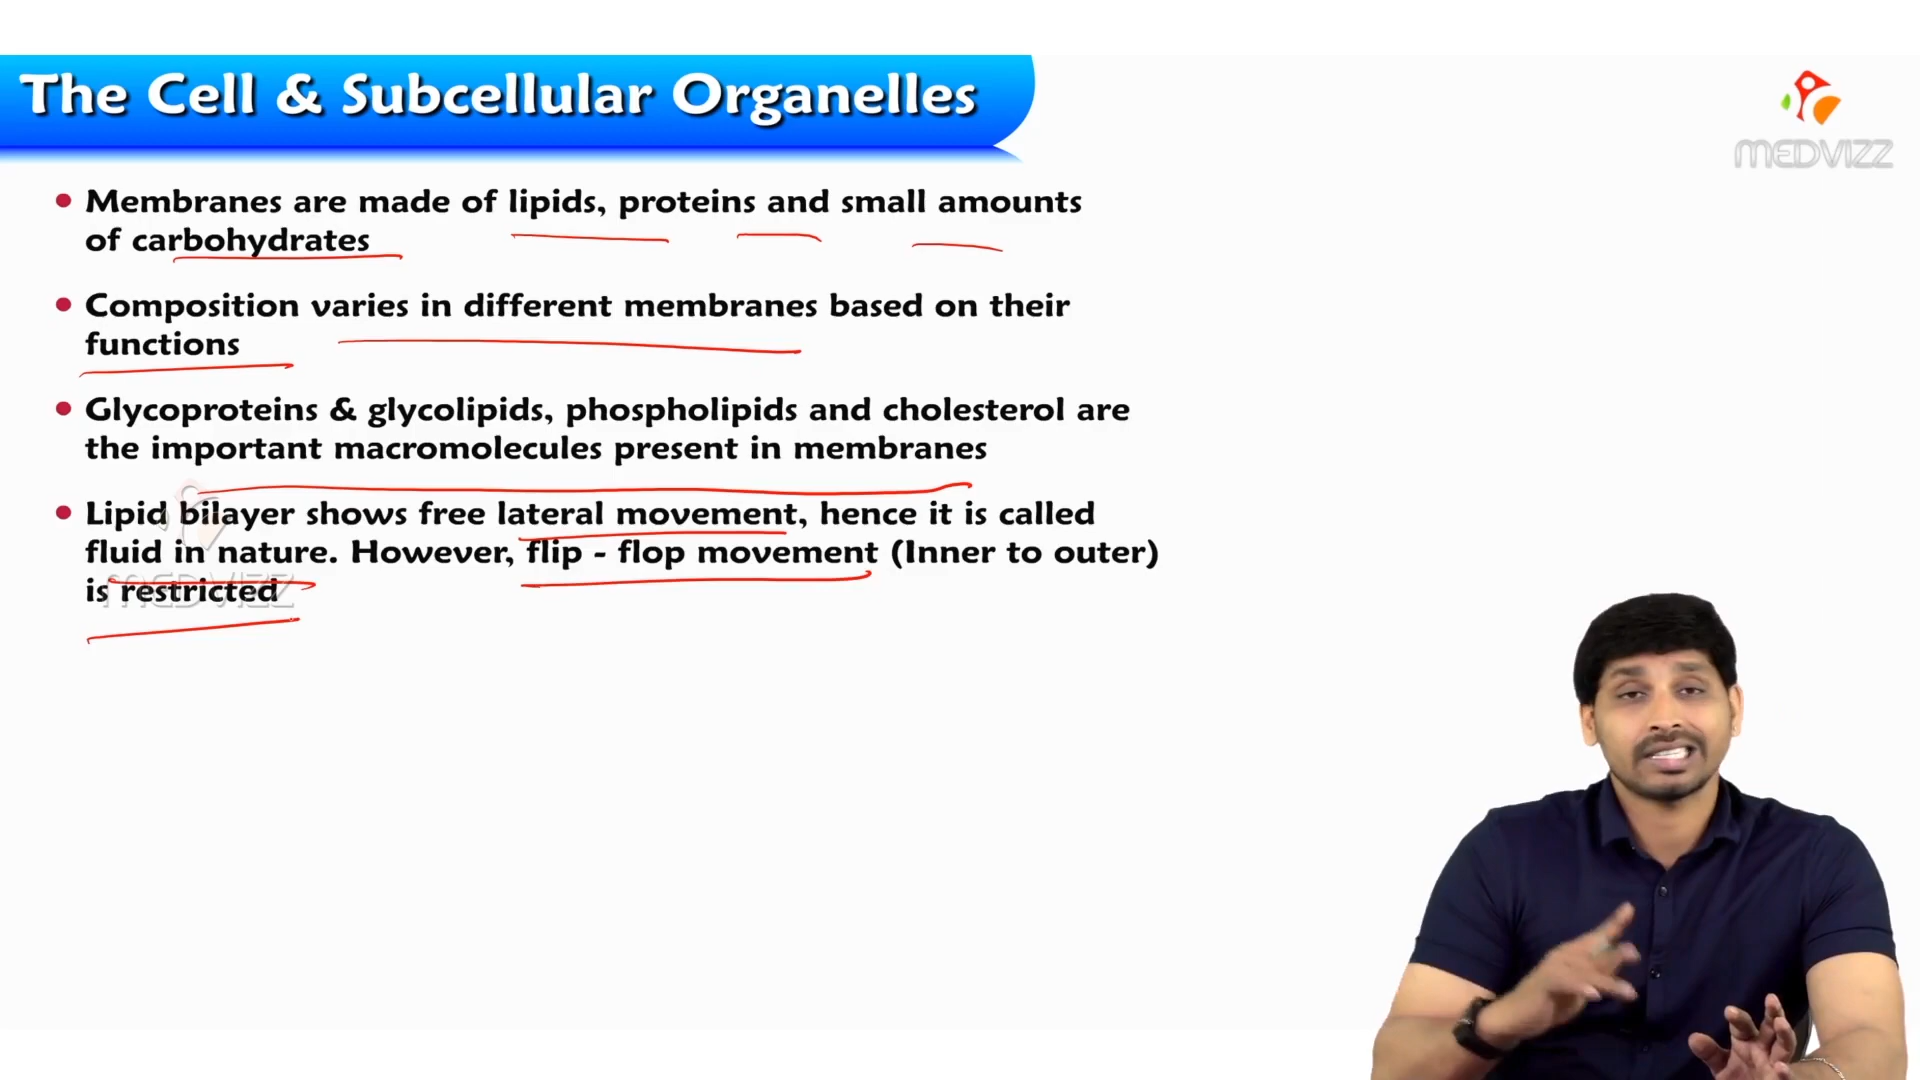 The Cell & Subcellular Organelles
MEDVIZZ
• Membranes are made of lipids, proteins and small amounts
of carbohydrates
• Composition varies in different membranes based on their
functions
• Glycoproteins & glycolipids, phospholipids and cholesterol are
the important macromolecules present in membranes
• Lipid bilayer shows free lateral movement, hence it is called
fluid in nature. However, flip - flop movement (Inner to outer)
is restricted
MEDVIZZ